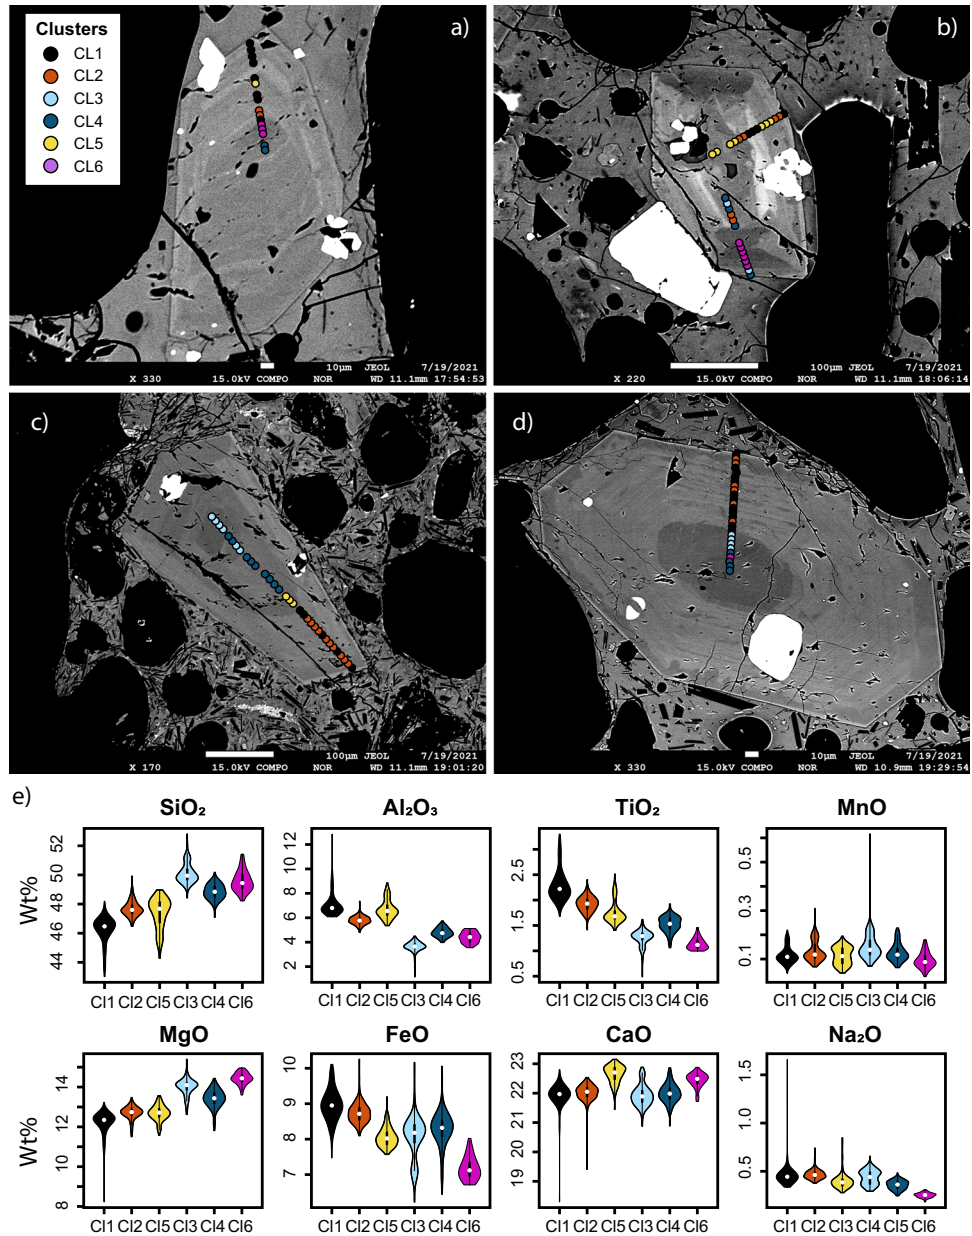 Clusters
CL1
CL2
CL3
CL4
CL5
CL6
a)
10µm JEOL 7/19/2021
X 330 15.0kV COMPO NOR WD 11.1mm 17:54:53
b)
100µm JEOL 7/19/2021
X 220 15.0kV COMPO NOR WD 11.1mm 18:06:14
c)
100µm JEOL 7/19/2021
X 170 15.0kV COMPO NOR WD 11.1mm 19:01:20
d)
10µm JEOL 7/19/2021
X 330 15.0kV COMPO NOR WD 10.9mm 19:29:54
e)
SiO₂ Al₂O₃ TiO₂ MnO
Wt%
52
50
48
46
44
12
10
8
6
4
2
2.5
1.5
0.5
0.5
0.3
0.1
Cl1 Cl2 Cl5 Cl3 Cl4 Cl6
Cl1 Cl2 Cl5 Cl3 Cl4 Cl6
Cl1 Cl2 Cl5 Cl3 Cl4 Cl6
Cl1 Cl2 Cl5 Cl3 Cl4 Cl6
MgO FeO CaO Na₂O
Wt%
14
12
10
8
10
9
8
7
23
22
21
20
19
1.5
1.0
0.5
Cl1 Cl2 Cl5 Cl3 Cl4 Cl6
Cl1 Cl2 Cl5 Cl3 Cl4 Cl6
Cl1 Cl2 Cl5 Cl3 Cl4 Cl6
Cl1 Cl2 Cl5 Cl3 Cl4 Cl6